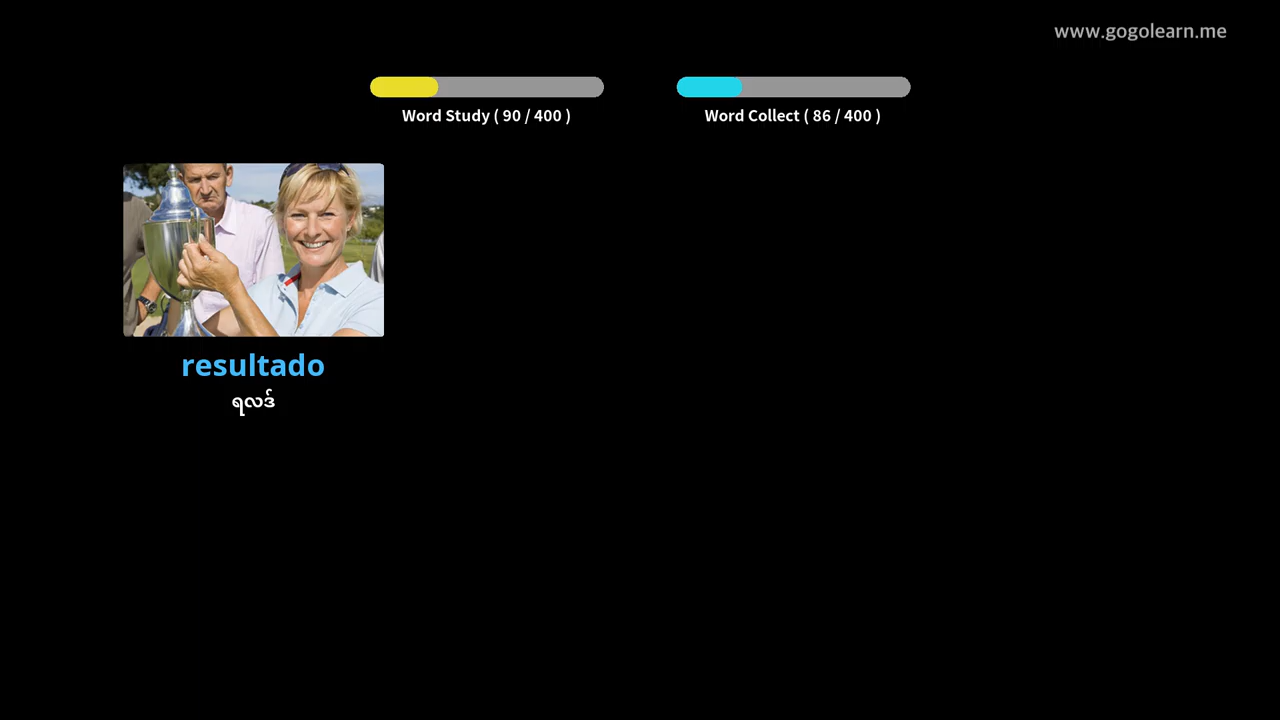 www.gogolearn.me
Word Study ( 90 / 400 )
Word Collect ( 86 / 400 )
resultado
ရလဒ်